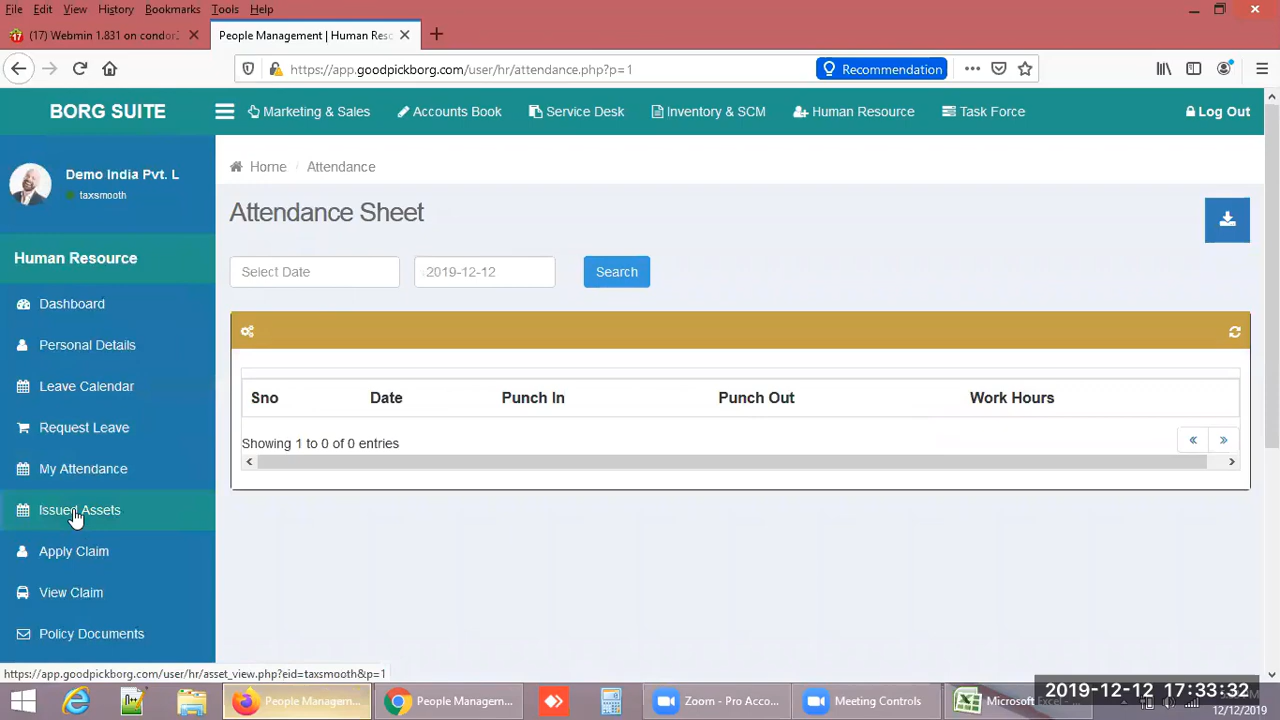 File Edit View History Bookmarks Tools Help
(17) Webmin 1.831 on condor2
People Management | Human Reso
https://app.goodpickborg.com/user/hr/attendance.php?p=1
Recommendation
BORG SUITE
Marketing & Sales
Accounts Book
Service Desk
Inventory & SCM
Human Resource
Task Force
Log Out
Demo India Pvt. L
taxsmooth
Home / Attendance
Attendance Sheet
Select Date
2019-12-12
Search
Human Resource
Dashboard
Personal Details
Leave Calendar
Request Leave
My Attendance
Issued Assets
Apply Claim
View Claim
Policy Documents
Sno Date Punch In Punch Out Work Hours
Showing 1 to 0 of 0 entries
« »
https://app.goodpickborg.com/user/hr/asset_view.php?eid=taxsmooth&p=1
People Managem...
People Managem...
Zoom - Pro Acco...
Meeting Controls
Microsoft Excel
2019-12-12 17:33:32
12/12/2019